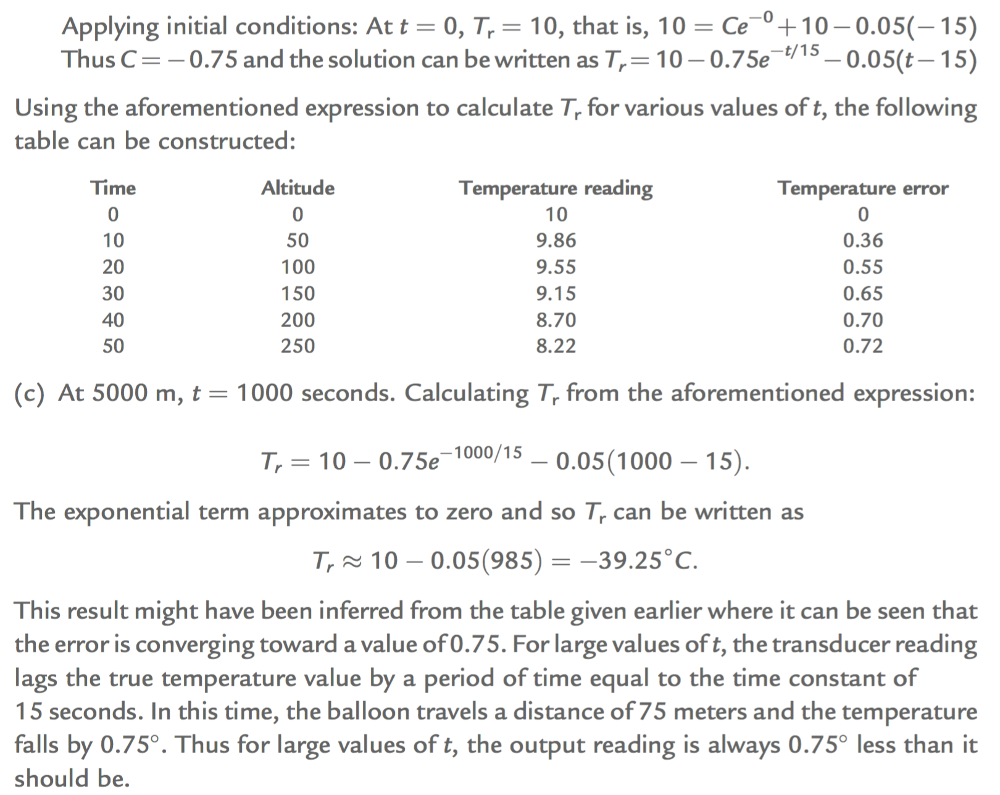 Applying initial conditions: At t = 0, Tᵣ = 10, that is, 10 = Ce⁻⁰ + 10 – 0.05(– 15)
Thus C = – 0.75 and the solution can be written as Tᵣ = 10 – 0.75e^(–t/15) – 0.05(t – 15)
Using the aforementioned expression to calculate Tᵣ for various values of t, the following
table can be constructed:
Time Altitude Temperature reading Temperature error
0 0 10 0
10 50 9.86 0.36
20 100 9.55 0.55
30 150 9.15 0.65
40 200 8.70 0.70
50 250 8.22 0.72
(c) At 5000 m, t = 1000 seconds. Calculating Tᵣ from the aforementioned expression:
Tᵣ = 10 – 0.75e^(–1000/15) – 0.05(1000 – 15).
The exponential term approximates to zero and so Tᵣ can be written as
Tᵣ ≈ 10 – 0.05(985) = –39.25°C.
This result might have been inferred from the table given earlier where it can be seen that
the error is converging toward a value of 0.75. For large values of t, the transducer reading
lags the true temperature value by a period of time equal to the time constant of
15 seconds. In this time, the balloon travels a distance of 75 meters and the temperature
falls by 0.75°. Thus for large values of t, the output reading is always 0.75° less than it
should be.